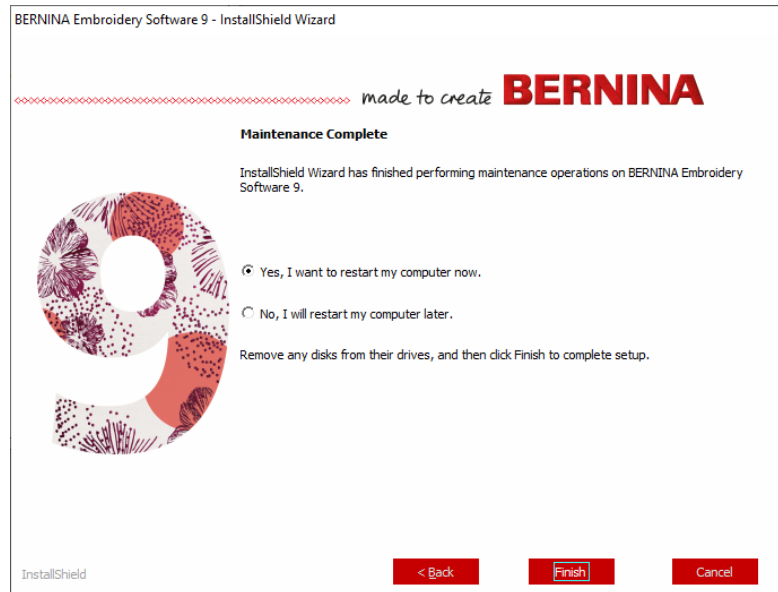 BERNINA Embroidery Software 9 - InstallShield Wizard
made to create BERNINA
Maintenance Complete
InstallShield Wizard has finished performing maintenance operations on BERNINA Embroidery
Software 9.
9
Yes, I want to restart my computer now.
No, I will restart my computer later.
Remove any disks from their drives, and then click Finish to complete setup.
InstallShield
< Back
Finish
Cancel